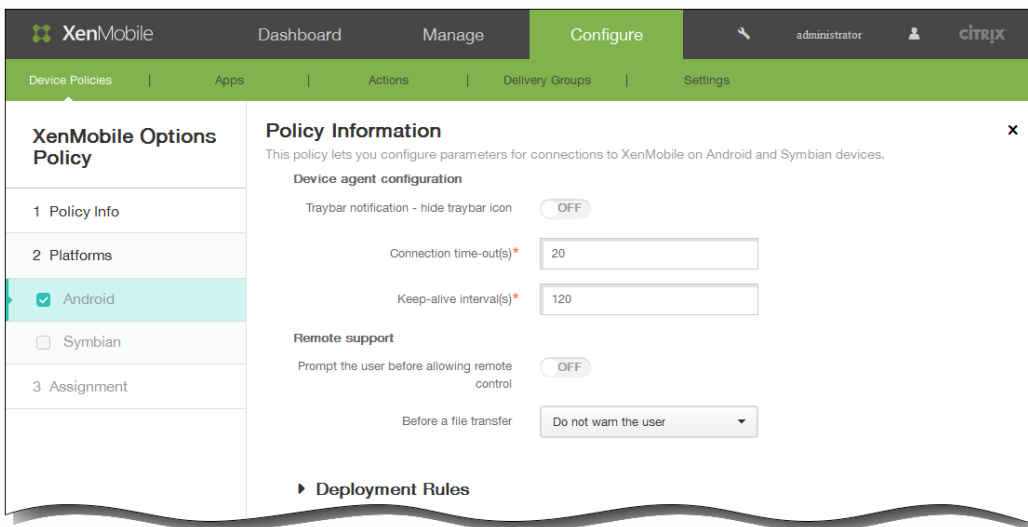 XenMobile Dashboard Manage Configure administrator CİTRIX
Device Policies | Apps | Actions | Delivery Groups | Settings
XenMobile Options
Policy
1 Policy Info
2 Platforms
Android
Symbian
3 Assignment
Policy Information x
This policy lets you configure parameters for connections to XenMobile on Android and Symbian devices.
Device agent configuration
Traybar notification - hide traybar icon OFF
Connection time-out(s)* 20
Keep-alive interval(s)* 120
Remote support
Prompt the user before allowing remote
control OFF
Before a file transfer Do not warn the user
Deployment Rules